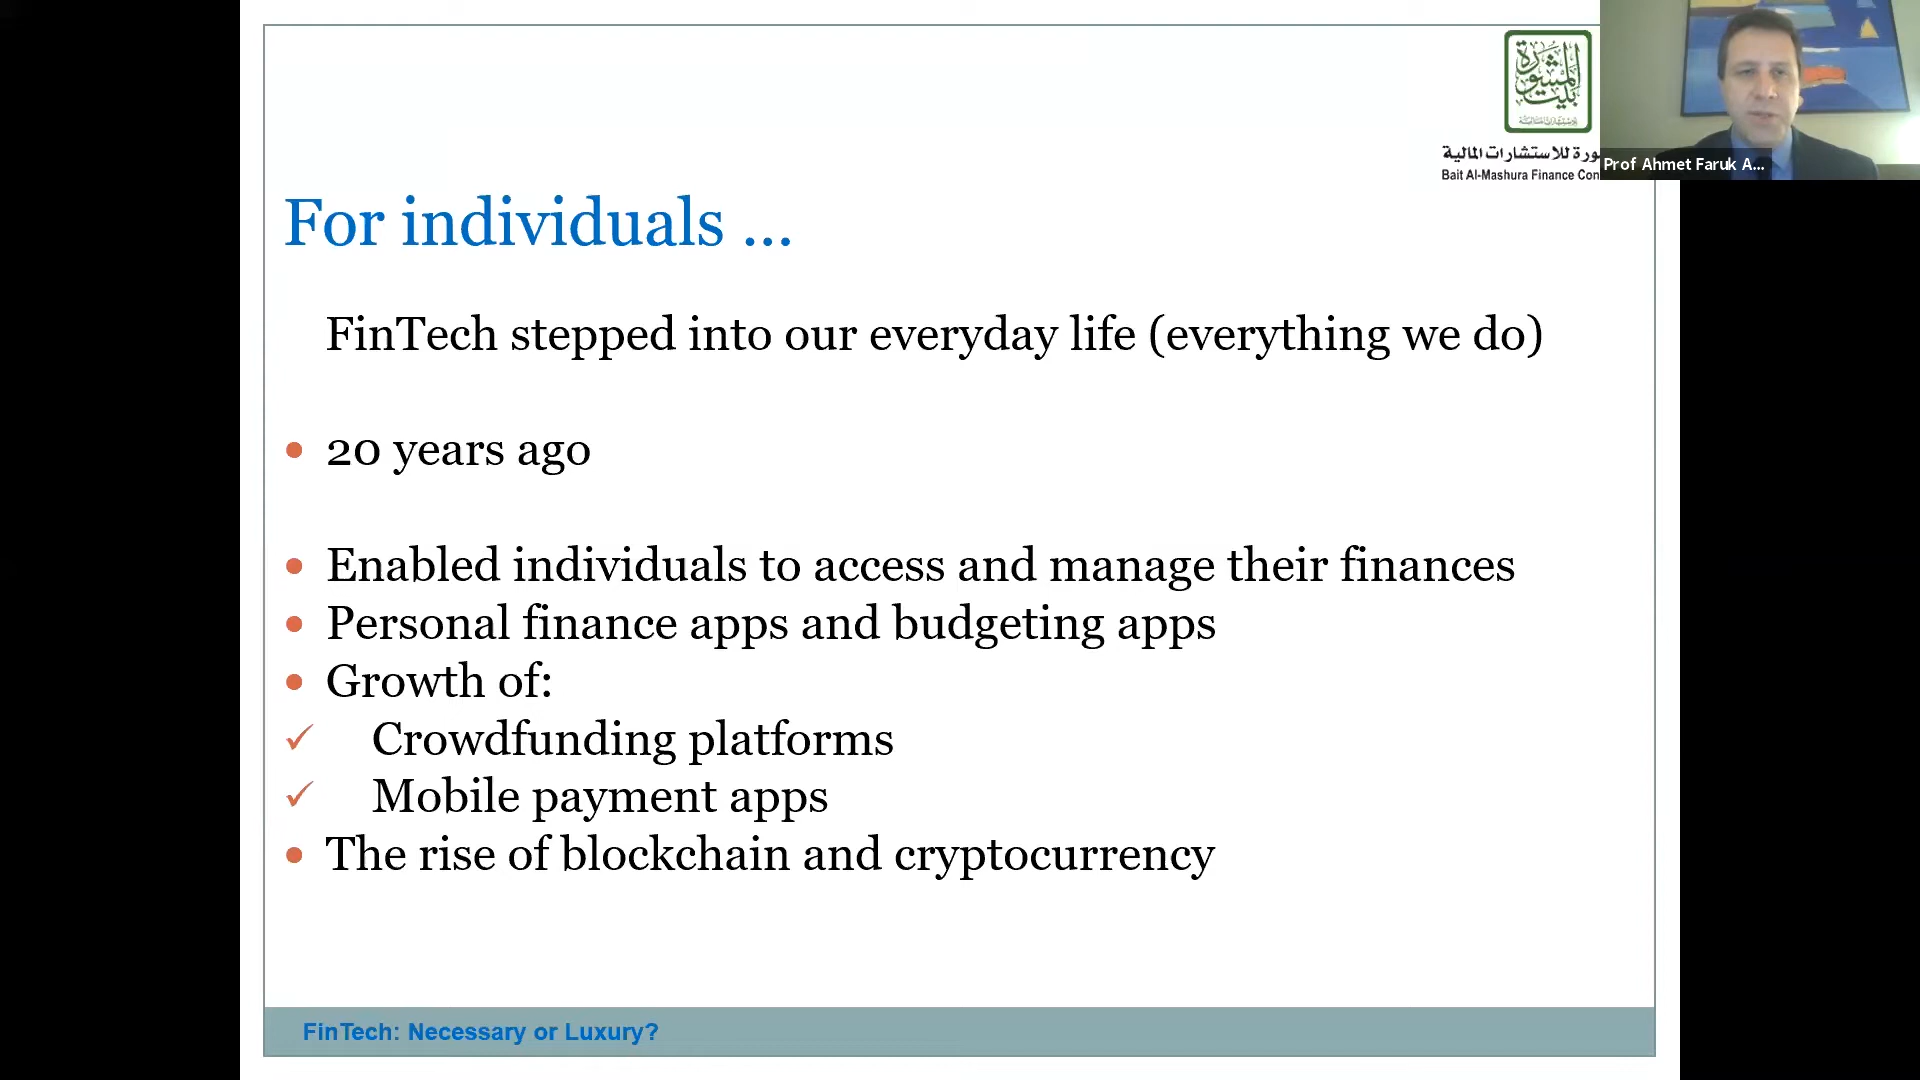 المشورة
بيت
ورة للاستشارات المالية
Bait Al-Mashura Finance Con
Prof Ahmet Faruk A...
For individuals ...
FinTech stepped into our everyday life (everything we do)
• 20 years ago
• Enabled individuals to access and manage their finances
• Personal finance apps and budgeting apps
• Growth of:
✓ Crowdfunding platforms
✓ Mobile payment apps
• The rise of blockchain and cryptocurrency
FinTech: Necessary or Luxury?